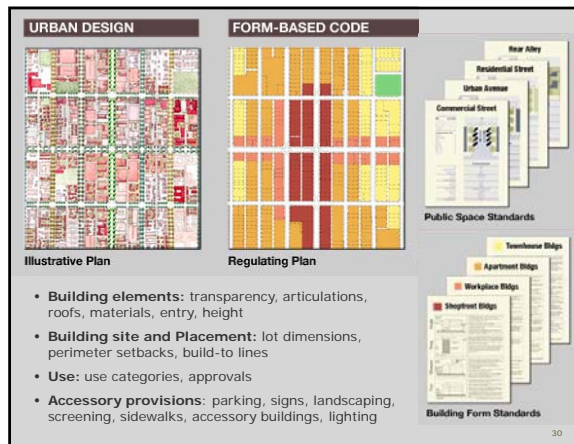 URBAN DESIGN
FORM-BASED CODE
Illustrative Plan
Regulating Plan
Rear Alley
Residential Street
Urban Avenue
Commercial Street
Public Space Standards
Townhouse Bldgs
Apartment Bldgs
Workplace Bldgs
Shopfront Bldgs
Building Form Standards
• Building elements: transparency, articulations,
roofs, materials, entry, height
• Building site and Placement: lot dimensions,
perimeter setbacks, build-to lines
• Use: use categories, approvals
• Accessory provisions: parking, signs, landscaping,
screening, sidewalks, accessory buildings, lighting
30